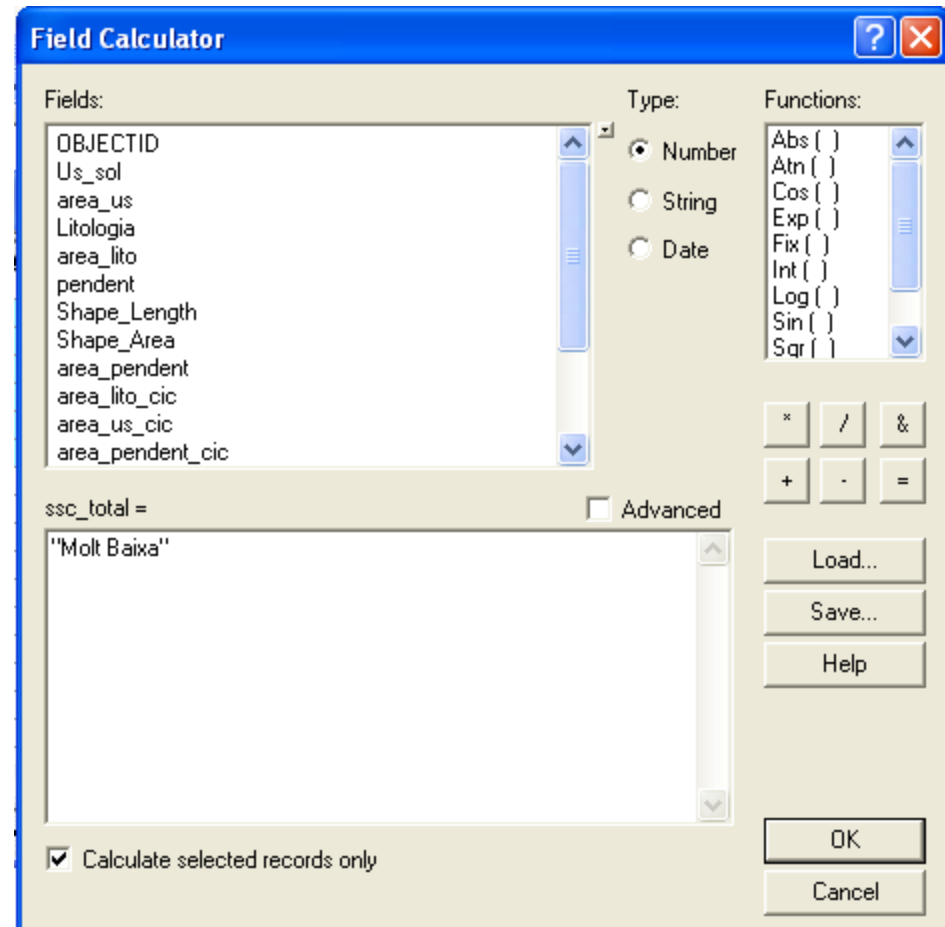 Field Calculator
Fields:
OBJECTID
Us_sol
area_us
Litologia
area_lito
pendent
Shape_Length
Shape_Area
area_pendent
area_lito_cic
area_us_cic
area_pendent_cic
Type:
Number
String
Date
Functions:
Abs ( )
Atn ( )
Cos ( )
Exp ( )
Fix ( )
Int ( )
Log ( )
Sin ( )
Sqr ( )
* / &
+ - =
ssc_total =
Advanced
"Molt Baixa"
Load...
Save...
Help
Calculate selected records only
OK
Cancel